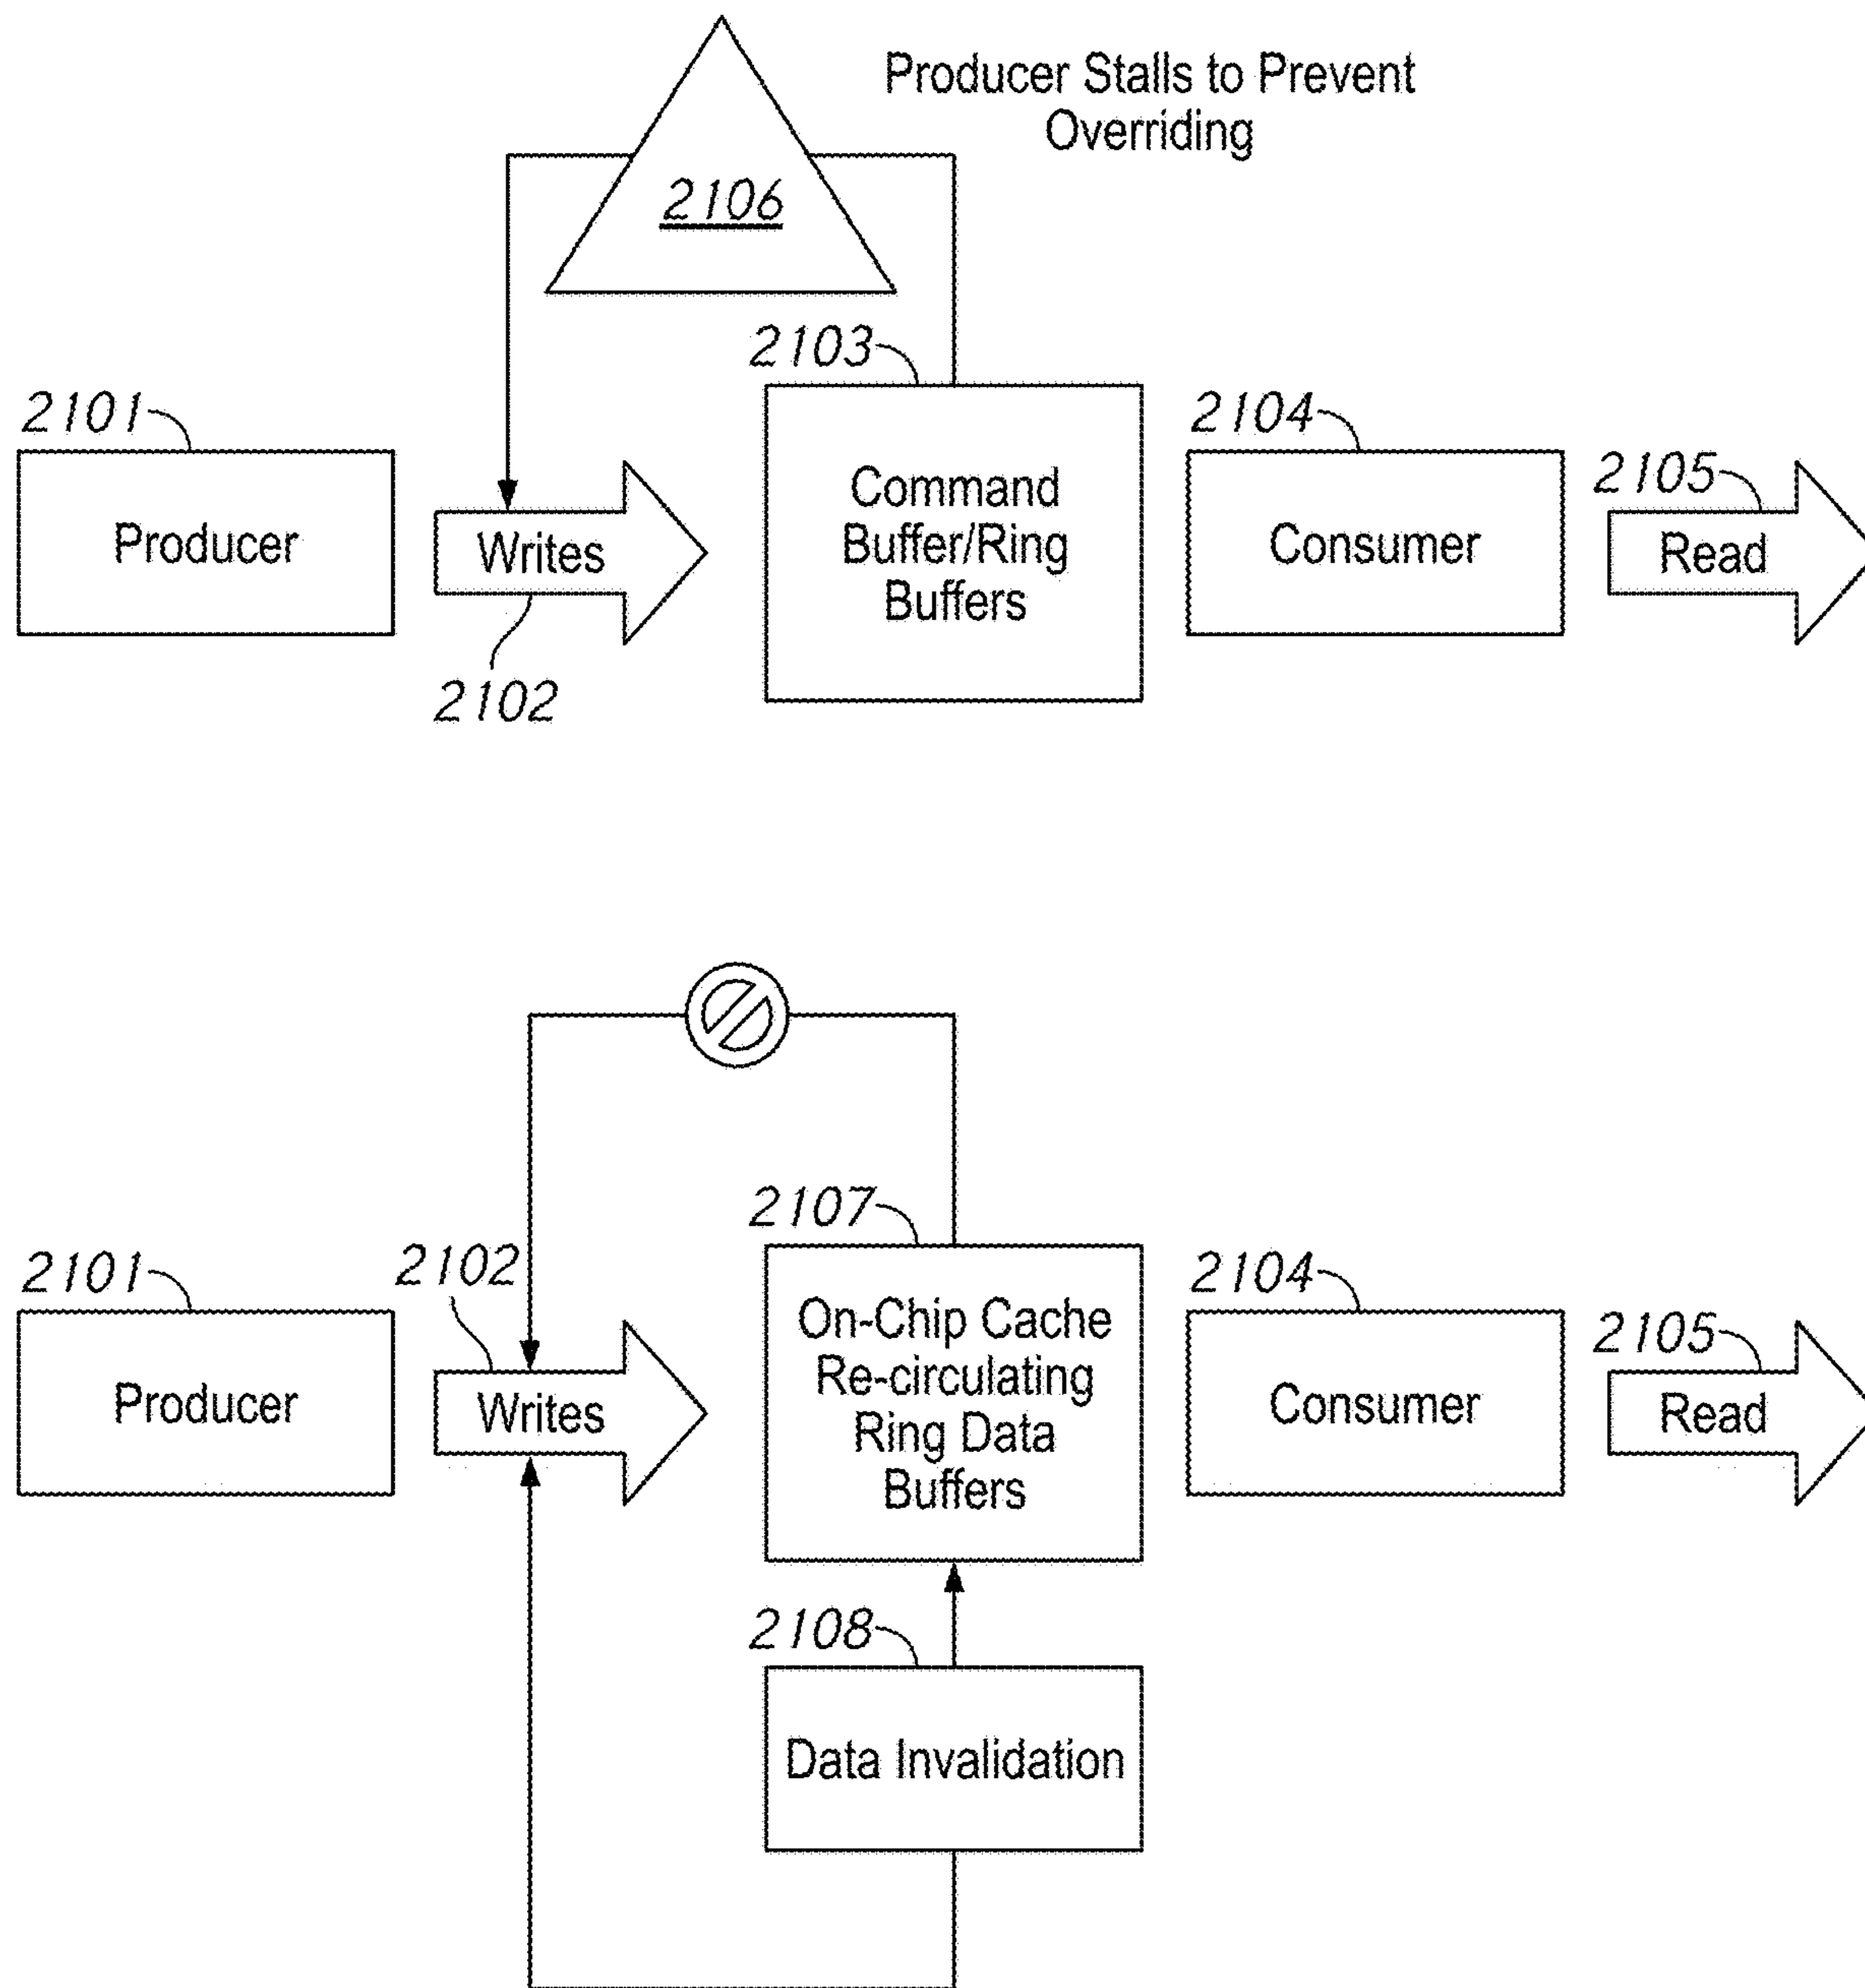 Producer Stalls to Prevent
Overriding
2106
2103
2101
2104
2105
Producer
Writes
Command
Buffer/Ring
Buffers
Consumer
Read
2102
2107
2101
2102
2104
2105
Producer
Writes
On-Chip Cache
Re-circulating
Ring Data
Buffers
Consumer
Read
2108
Data Invalidation